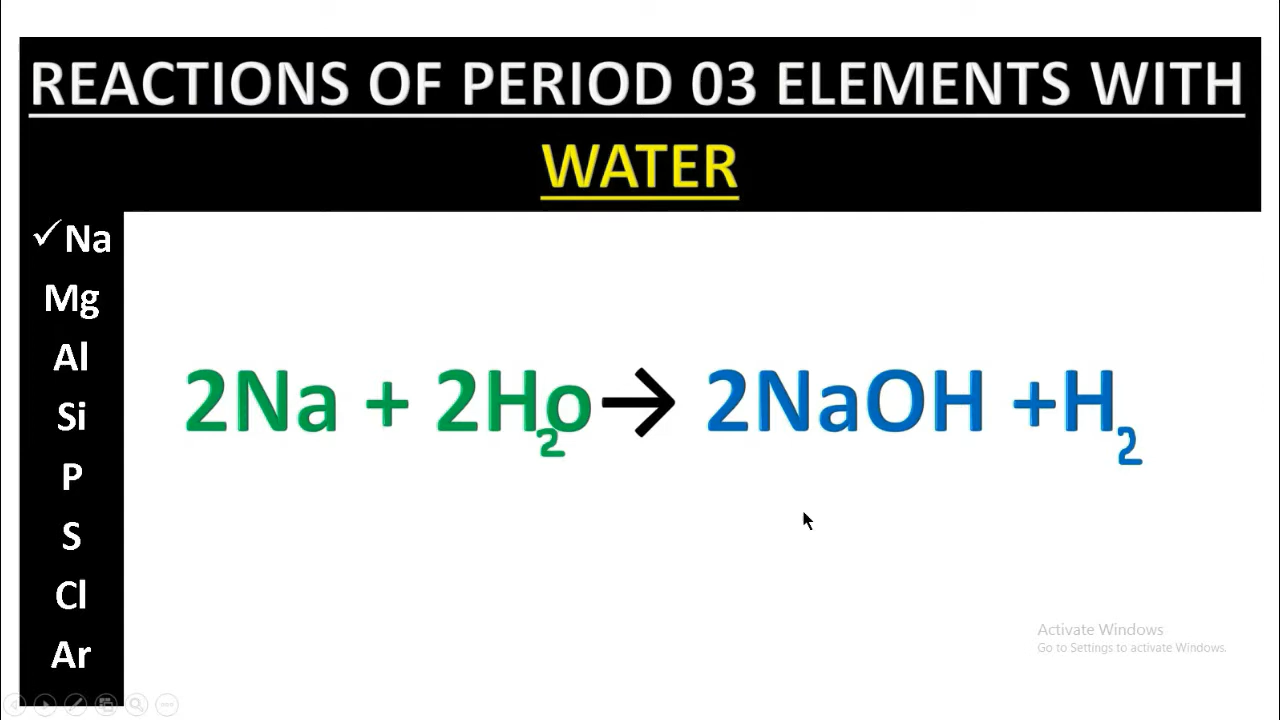 REACTIONS OF PERIOD 03 ELEMENTS WITH
WATER
✓Na
Mg
Al
Si
P
S
Cl
Ar
2Na + 2H₂o→ 2NaOH +H₂
Activate Windows
Go to Settings to activate Windows.